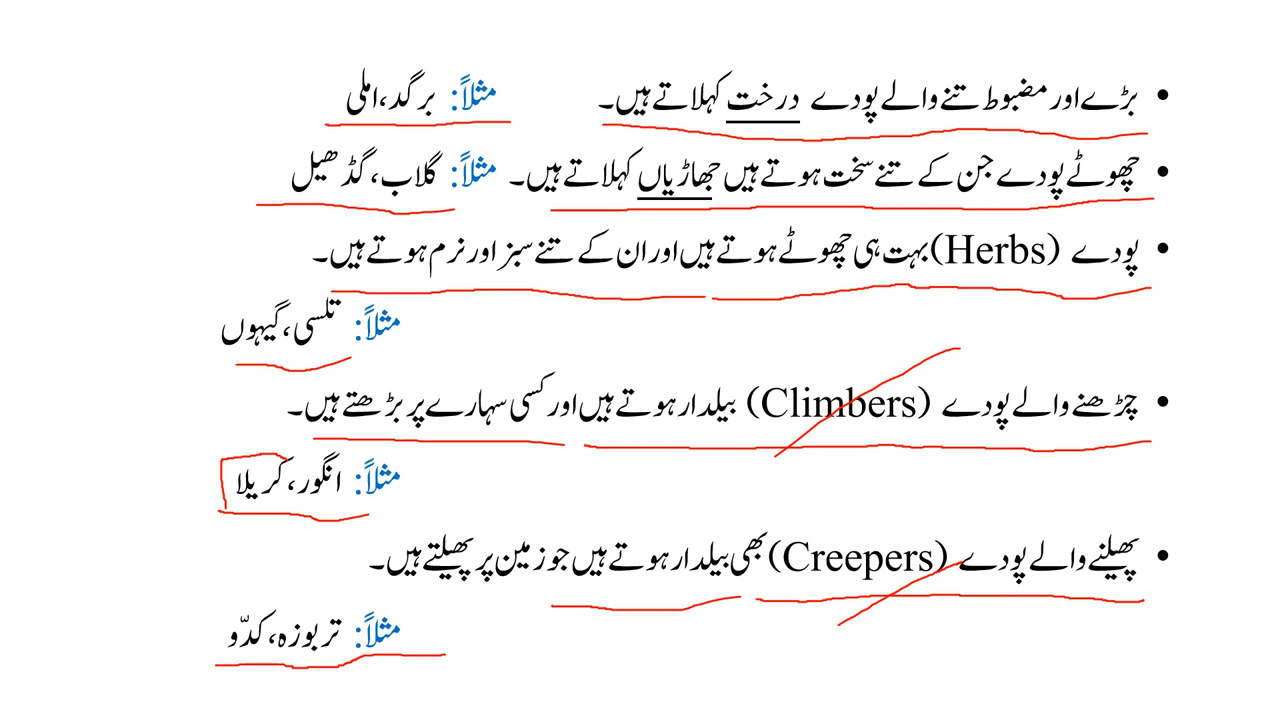 • بڑے اور مضبوط تنے والے پودے درخت کہلاتے ہیں۔ مثلاً: برگد، املی
• چھوٹے پودے جن کے تنے سخت ہوتے ہیں جھاڑیاں کہلاتے ہیں۔ مثلاً: گلاب، گڈھیل
• پودے (Herbs) بہت ہی چھوٹے ہوتے ہیں اور ان کے تنے سبز اور نرم ہوتے ہیں۔
مثلاً: تلسی، گیہوں
• چڑھنے والے پودے (Climbers) بیلدار ہوتے ہیں اور کسی سہارے پر بڑھتے ہیں۔
مثلاً: انگور، کریلا
• پھیلنے والے پودے (Creepers) بھی بیلدار ہوتے ہیں جو زمین پر پھیلتے ہیں۔
مثلاً: تربوزہ، کدّو